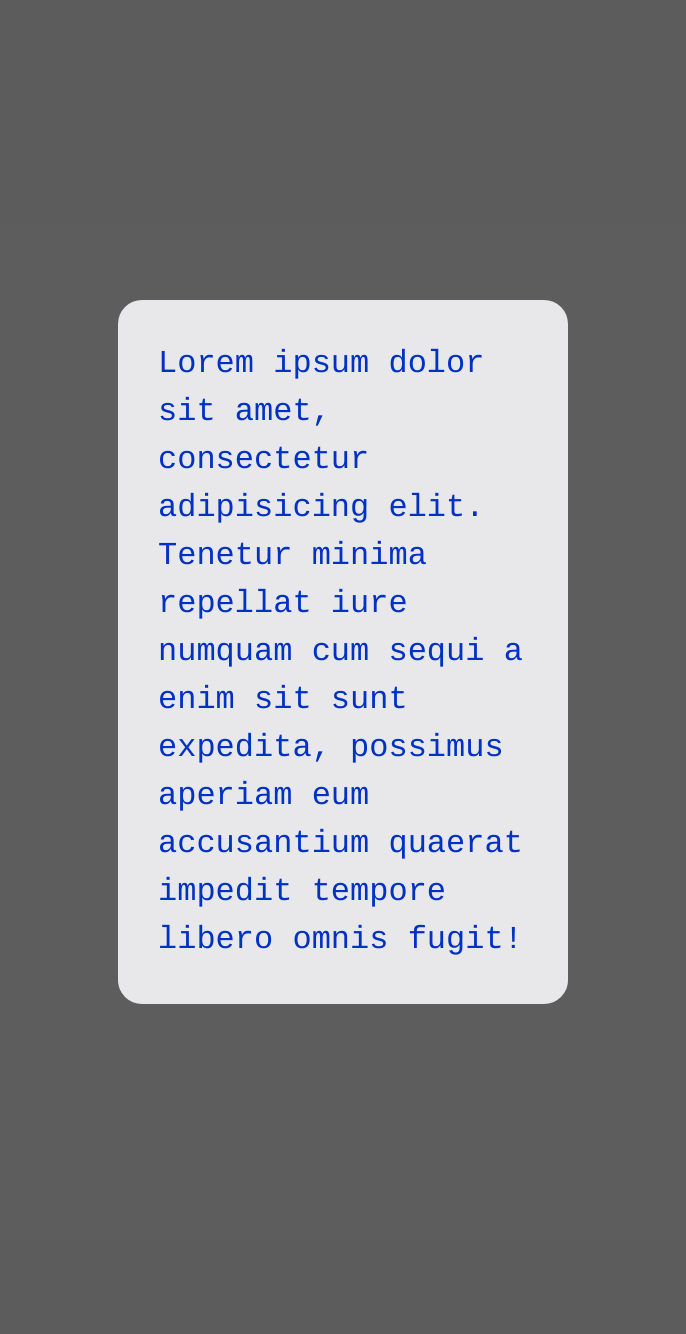 Lorem ipsum dolor
sit amet,
consectetur
adipisicing elit.
Tenetur minima
repellat iure
numquam cum sequi a
enim sit sunt
expedita, possimus
aperiam eum
accusantium quaerat
impedit tempore
libero omnis fugit!